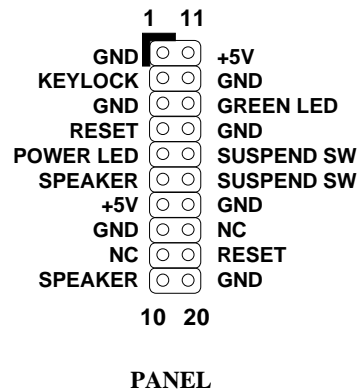 1 11
GND +5V
KEYLOCK GND
GND GREEN LED
RESET GND
POWER LED SUSPEND SW
SPEAKER SUSPEND SW
+5V GND
GND NC
NC RESET
SPEAKER GND
10 20
PANEL